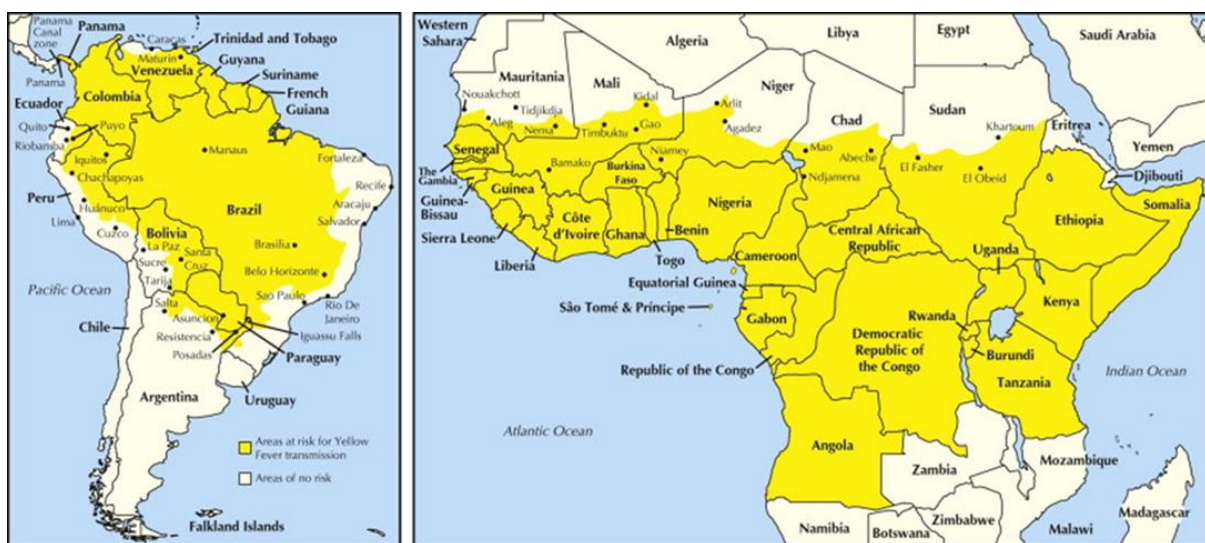 Panama
Canal
zone
Panama
Panama
Caracas
Maturin
Venezuela
Trinidad and Tobago
Guyana
Suriname
French
Guiana
Colombia
Ecuador
Quito
Puyo
Riobamba
Iquitos
Chachapoyas
Manaus
Fortaleza
Recife
Aracaju
Salvador
Peru
Huánuco
Lima
Cuzco
Brazil
Bolivia
La Paz
Santa
Cruz
Sucre
Tarija
Brasilia
Belo Horizonte
Sao Paulo
Rio De
Janeiro
Pacific Ocean
Salta
Asuncion
Iguassu Falls
Resistencia
Posadas
Paraguay
Chile
Argentina
Uruguay
Areas at risk for Yellow
Fever transmission
Areas of no risk
Falkland Islands
Western
Sahara
Algeria
Libya
Egypt
Saudi Arabia
Mauritania
Mali
Niger
Chad
Sudan
Eritrea
Yemen
Nouakchott
Tidjikdja
Kidal
Arlit
Khartoum
Aleg
Nema
Timbuktu
Gao
Agadez
Senegal
The
Gambia
Bamako
Niamey
Mao
Abeche
El Fasher
El Obeid
Ndjamena
Djibouti
Guinea
Guinea-
Bissau
Burkina
Faso
Sierra Leone
Côte
d'Ivoire
Ghana
Benin
Nigeria
Liberia
Togo
Cameroon
Central African
Republic
Ethiopia
Somalia
Uganda
Equatorial Guinea
São Tomé & Príncipe
Gabon
Kenya
Rwanda
Democratic
Republic of
the Congo
Burundi
Republic of the Congo
Tanzania
Indian Ocean
Atlantic Ocean
Angola
Zambia
Mozambique
Namibia
Botswana
Zimbabwe
Malawi
Madagascar